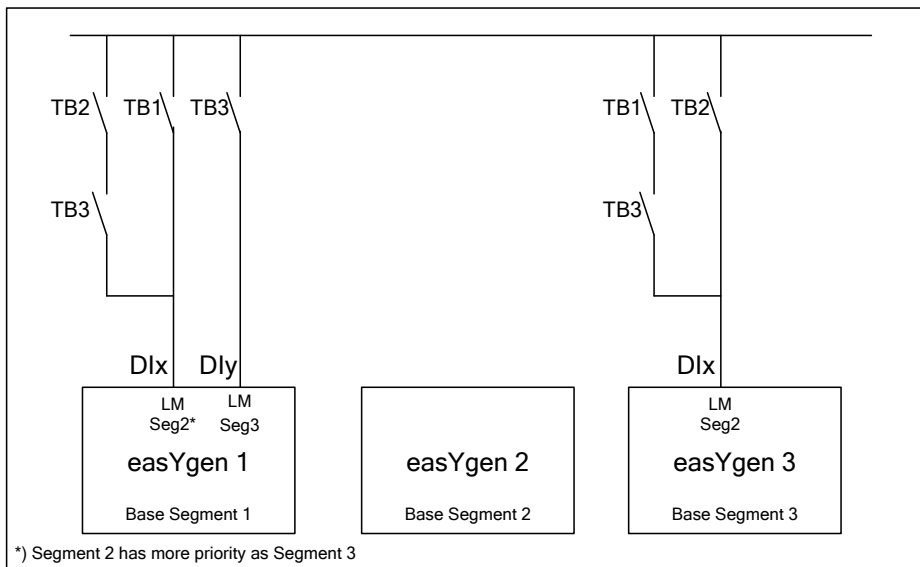 TB2 TB1 TB3 TB1 TB2
TB3 TB3
DIx DIy DIx
LM LM LM
Seg2* Seg3 Seg2
easYgen 1 easYgen 2 easYgen 3
Base Segment 1 Base Segment 2 Base Segment 3
*) Segment 2 has more priority as Segment 3